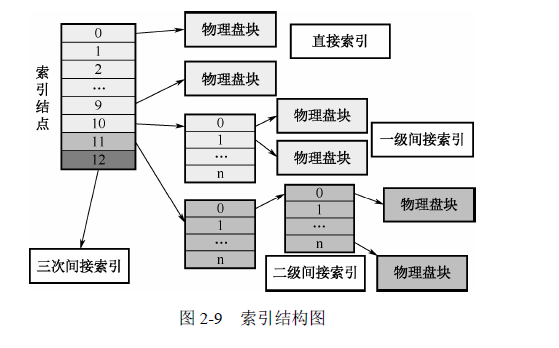 索引结点
0
1
2
…
9
10
11
12
物理盘块
物理盘块
直接索引
0
1
…
n
物理盘块
物理盘块
一级间接索引
0
1
…
n
0
1
…
n
物理盘块
物理盘块
二级间接索引
三次间接索引
图 2-9 索引结构图